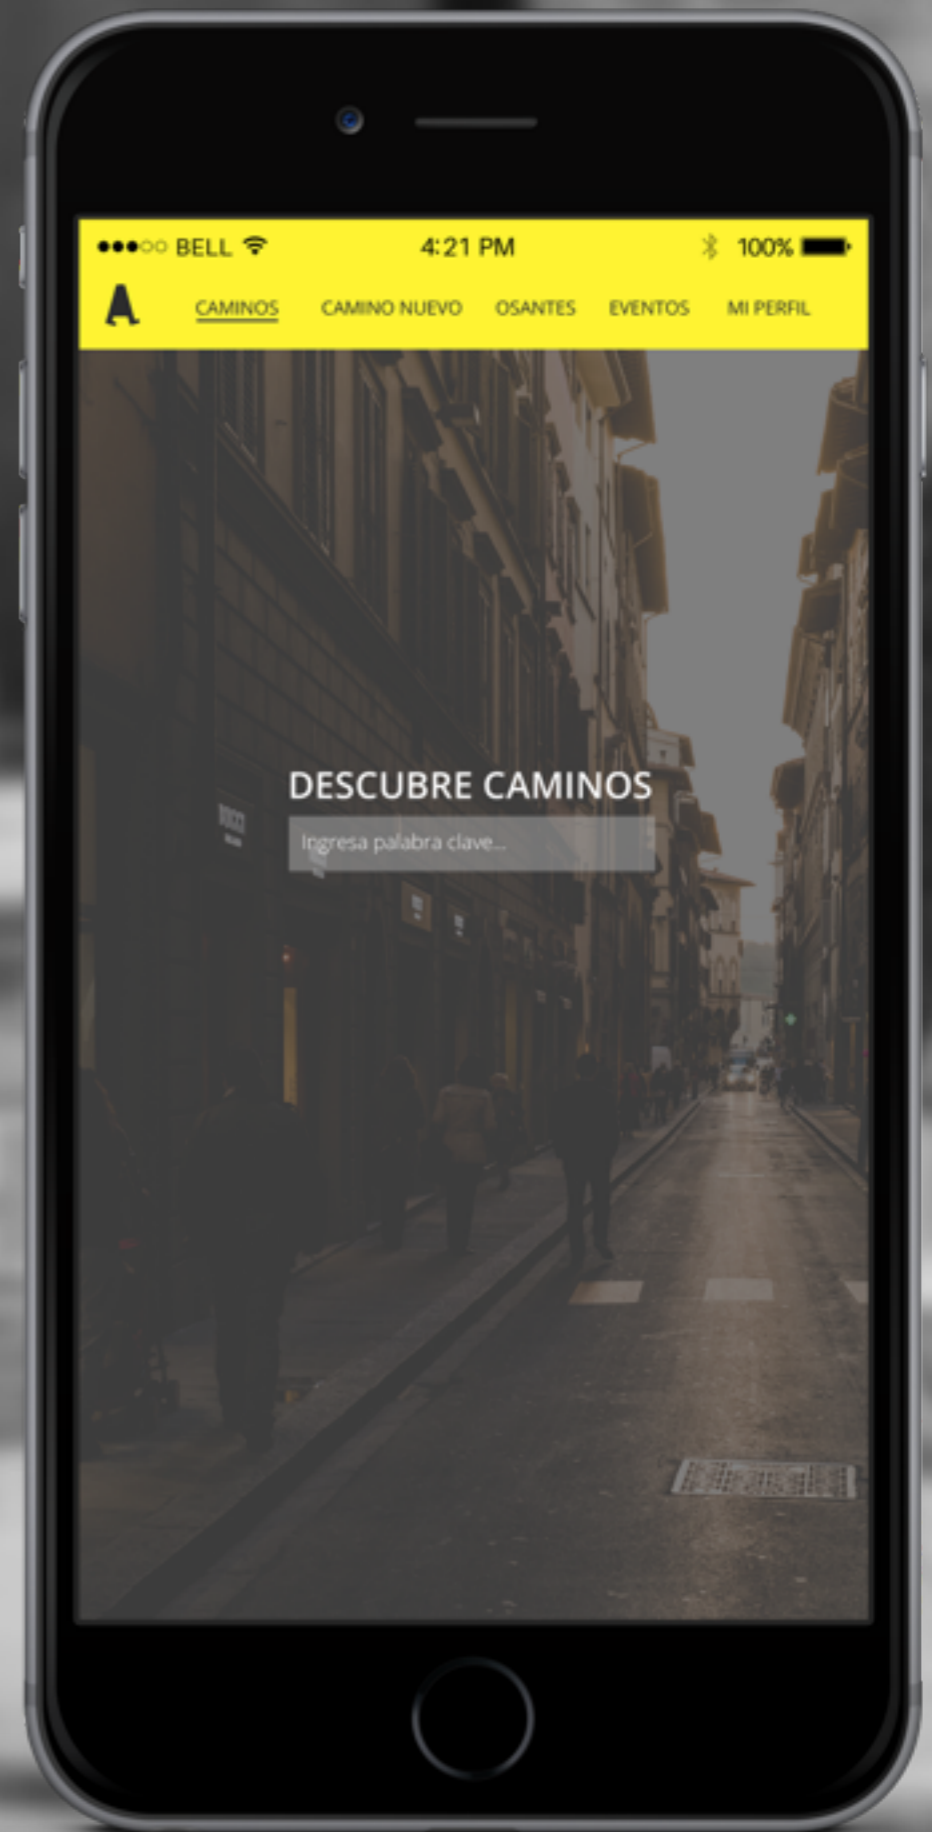 BELL 4:21 PM 100%
A CAMINOS CAMINO NUEVO OSANTES EVENTOS MI PERFIL
DESCUBRE CAMINOS
Ingresa palabra clave...